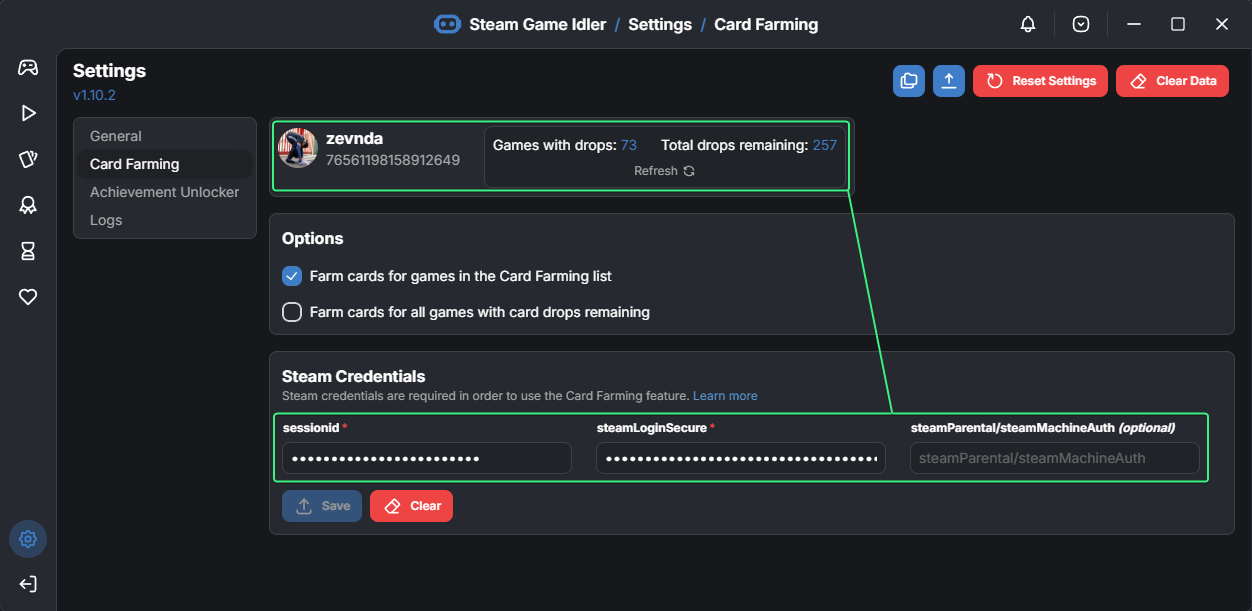 Steam Game Idler / Settings / Card Farming
Settings
v1.10.2
Reset Settings
Clear Data
General
Card Farming
Achievement Unlocker
Logs
zevnda
76561198158912649
Games with drops: 73 Total drops remaining: 257
Refresh
Options
Farm cards for games in the Card Farming list
Farm cards for all games with card drops remaining
Steam Credentials
Steam credentials are required in order to use the Card Farming feature. Learn more
sessionid * steamLoginSecure * steamParental/steamMachineAuth (optional)
steamParental/steamMachineAuth
Save Clear